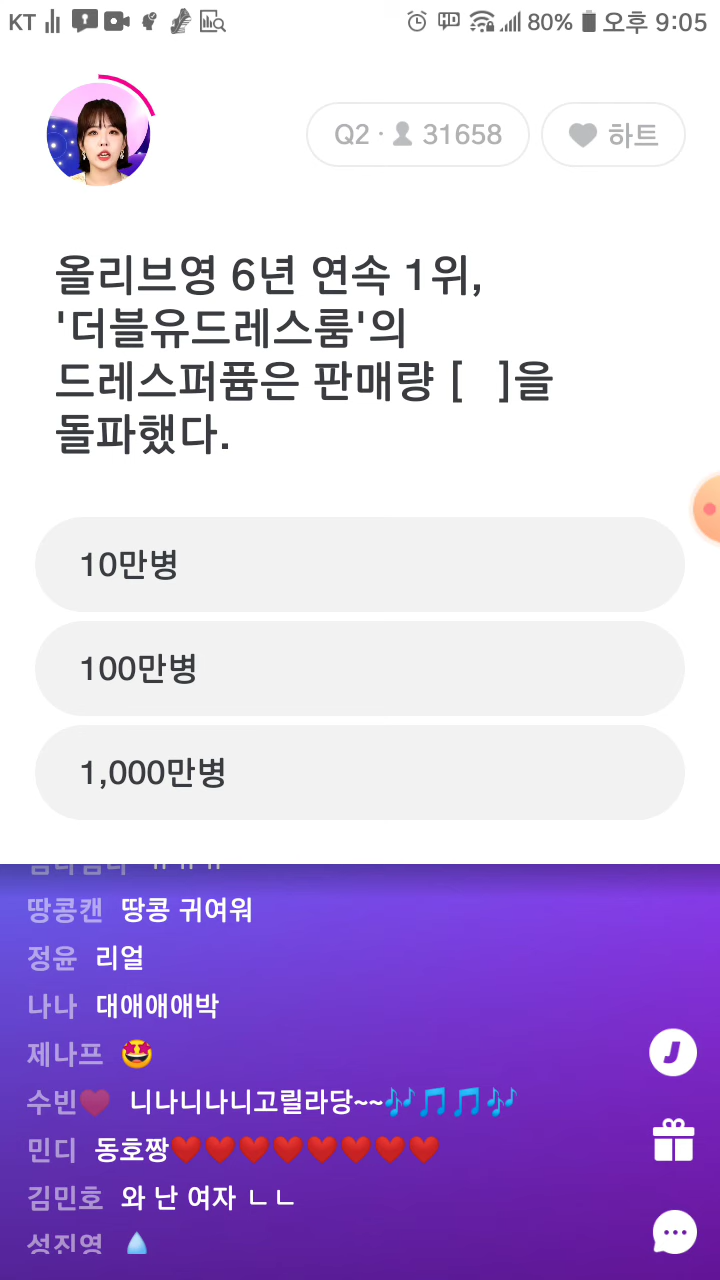 KT 80% 오후 9:05
Q2 · 31658 하트
올리브영 6년 연속 1위,
'더블유드레스룸'의
드레스퍼퓸은 판매량 [ ]을
돌파했다.
10만병
100만병
1,000만병
땅콩캔 땅콩 귀여워
정윤 리얼
나나 대애애애박
제나프 🤩
수빈❤ 니나니나니고릴라당~~🎶🎵🎵🎶
민디 동호짱❤❤❤❤❤❤❤❤
김민호 와 난 여자 ㄴㄴ
성진영 💧